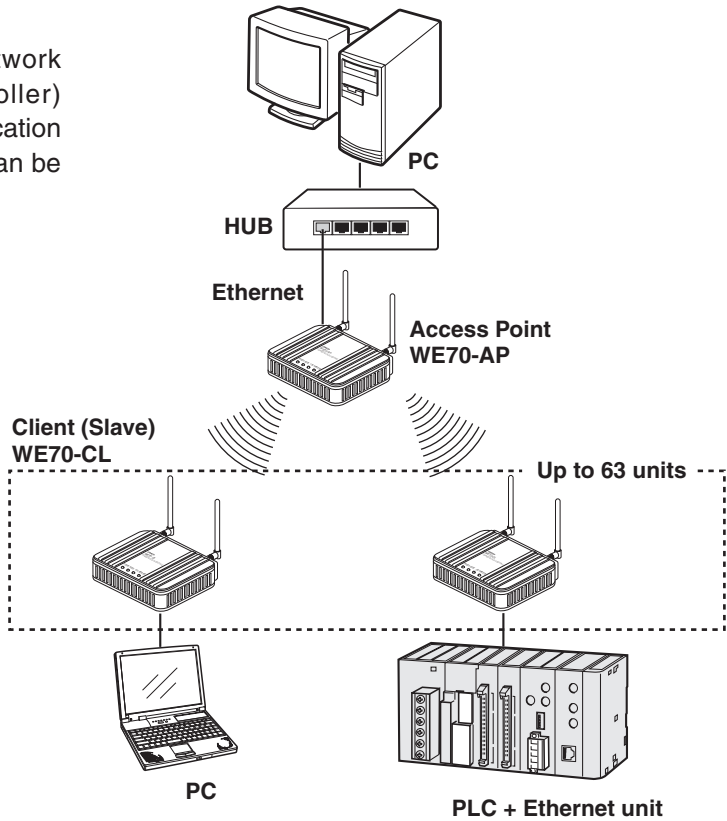 twork
oller)
cation
an be
PC
HUB
Ethernet
Access Point
WE70-AP
Client (Slave)
WE70-CL
Up to 63 units
PC
PLC + Ethernet unit